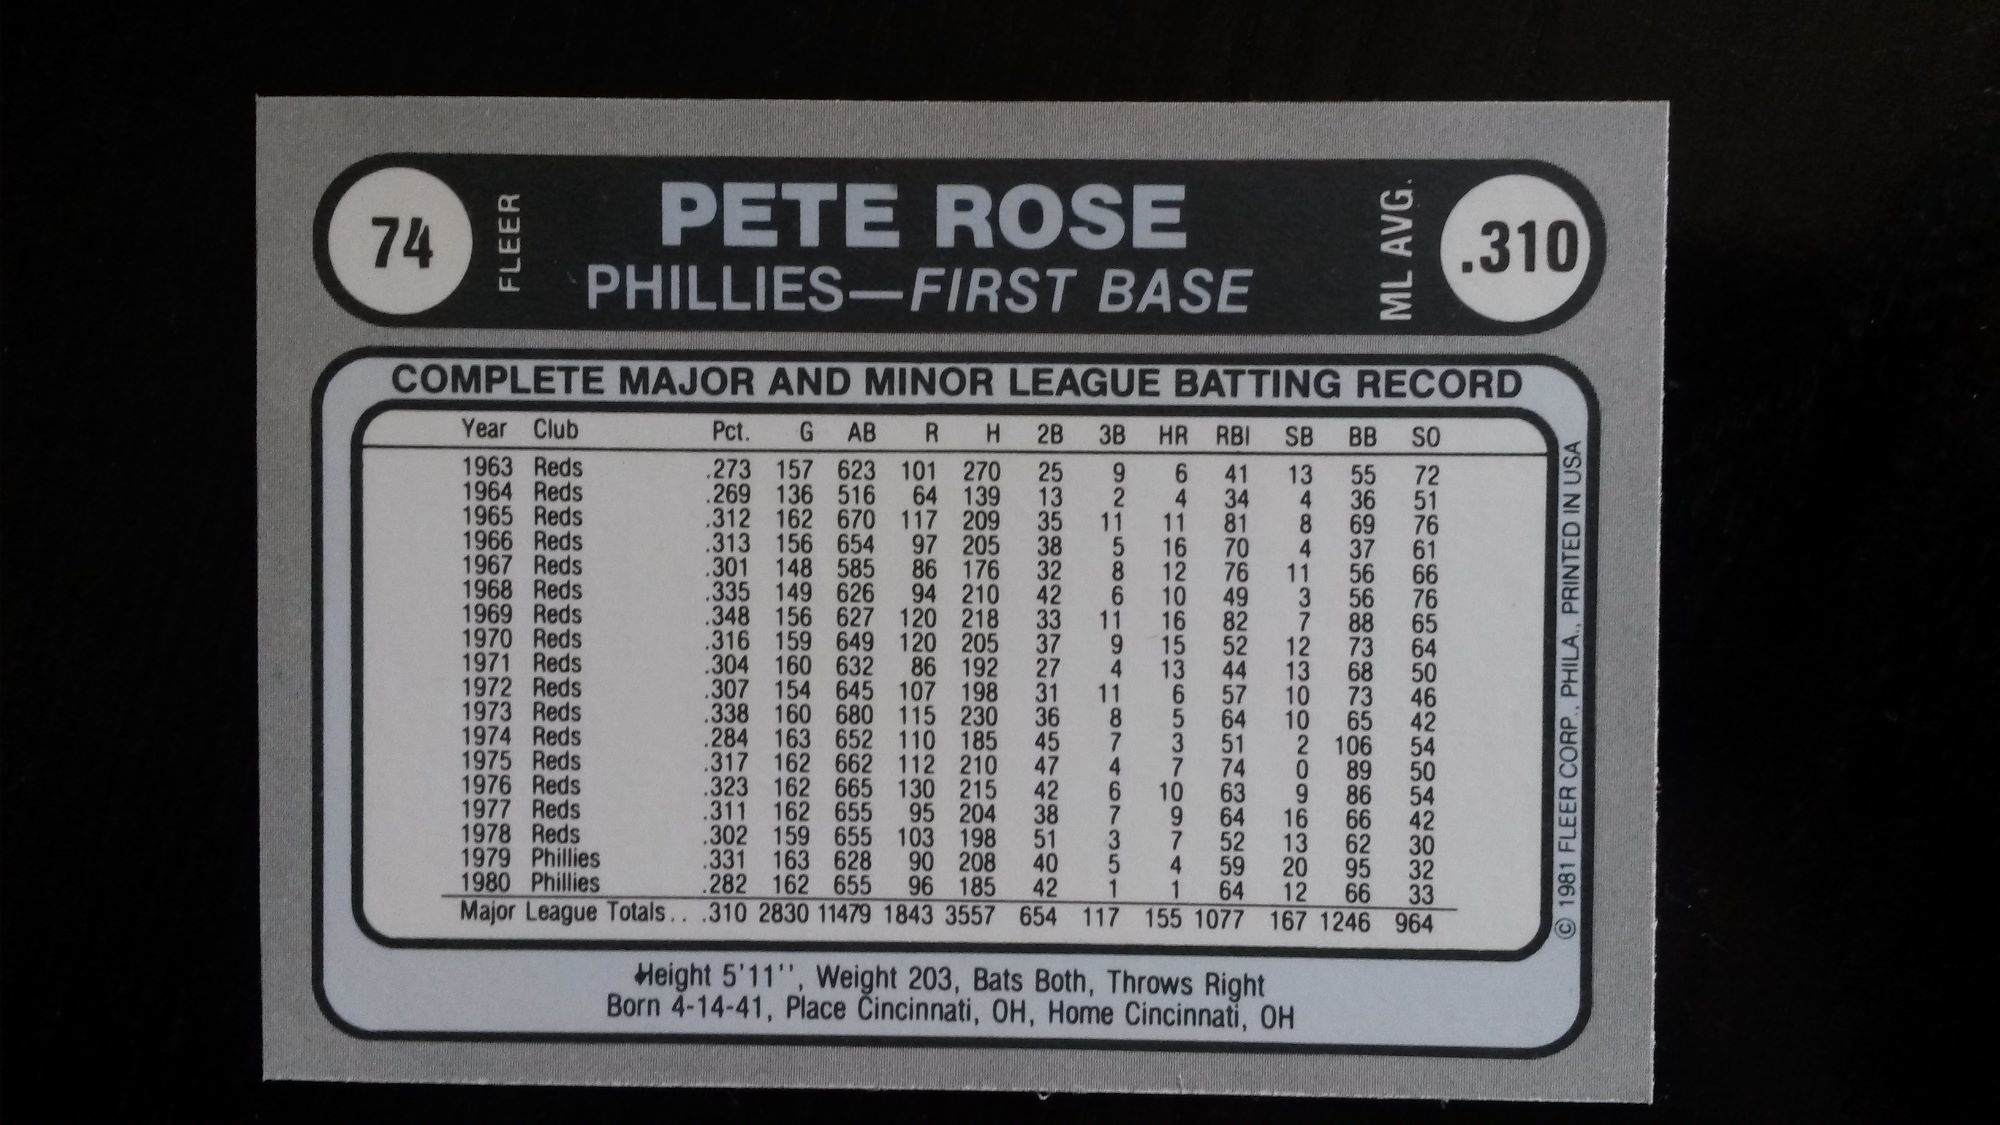 74
FLEER
PETE ROSE
PHILLIES—FIRST BASE
ML AVG.
.310
COMPLETE MAJOR AND MINOR LEAGUE BATTING RECORD
Year Club Pct. G AB R H 2B 3B HR RBI SB BB SO
1963 Reds .273 157 623 101 270 25 9 6 41 13 55 72
1964 Reds .269 136 516 64 139 13 2 4 34 4 36 51
1965 Reds .312 162 670 117 209 35 11 11 81 8 69 76
1966 Reds .313 156 654 97 205 38 5 16 70 4 37 61
1967 Reds .301 148 585 86 176 32 8 12 76 11 56 66
1968 Reds .335 149 626 94 210 42 6 10 49 3 56 76
1969 Reds .348 156 627 120 218 33 11 16 82 7 88 65
1970 Reds .316 159 649 120 205 37 9 15 52 12 73 64
1971 Reds .304 160 632 86 192 27 4 13 44 13 68 50
1972 Reds .307 154 645 107 198 31 11 6 57 10 73 46
1973 Reds .338 160 680 115 230 36 8 5 64 10 65 42
1974 Reds .284 163 652 110 185 45 7 3 51 2 106 54
1975 Reds .317 162 662 112 210 47 4 7 74 0 89 50
1976 Reds .323 162 665 130 215 42 6 10 63 9 86 54
1977 Reds .311 162 655 95 204 38 7 9 64 16 66 42
1978 Reds .302 159 655 103 198 51 3 7 52 13 62 30
1979 Phillies .331 163 628 90 208 40 5 4 59 20 95 32
1980 Phillies .282 162 655 96 185 42 1 1 64 12 66 33
Major League Totals.. .310 2830 11479 1843 3557 654 117 155 1077 167 1246 964
Height 5'11'', Weight 203, Bats Both, Throws Right
Born 4-14-41, Place Cincinnati, OH, Home Cincinnati, OH
© 1981 FLEER CORP., PHILA., PRINTED IN USA